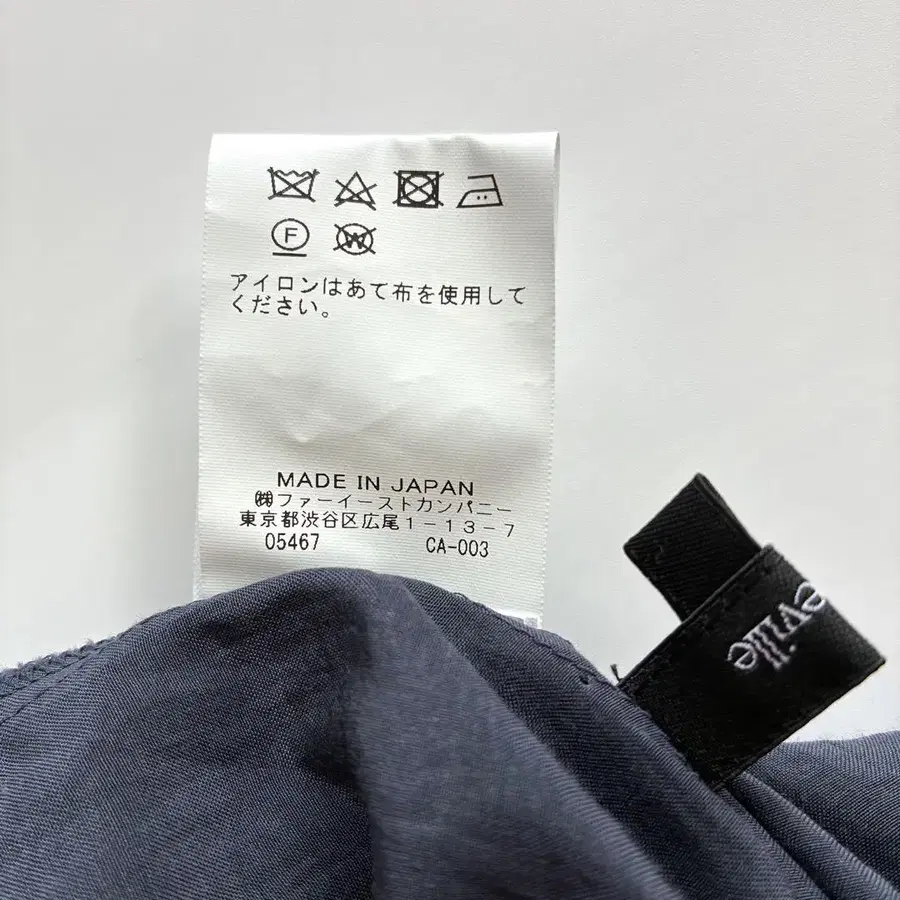 F
W
アイロンはあて布を使用して
ください。
MADE IN JAPAN
㈱ファーイーストカンパニー
東京都渋谷区広尾1-13-7
05467 CA-003
eville